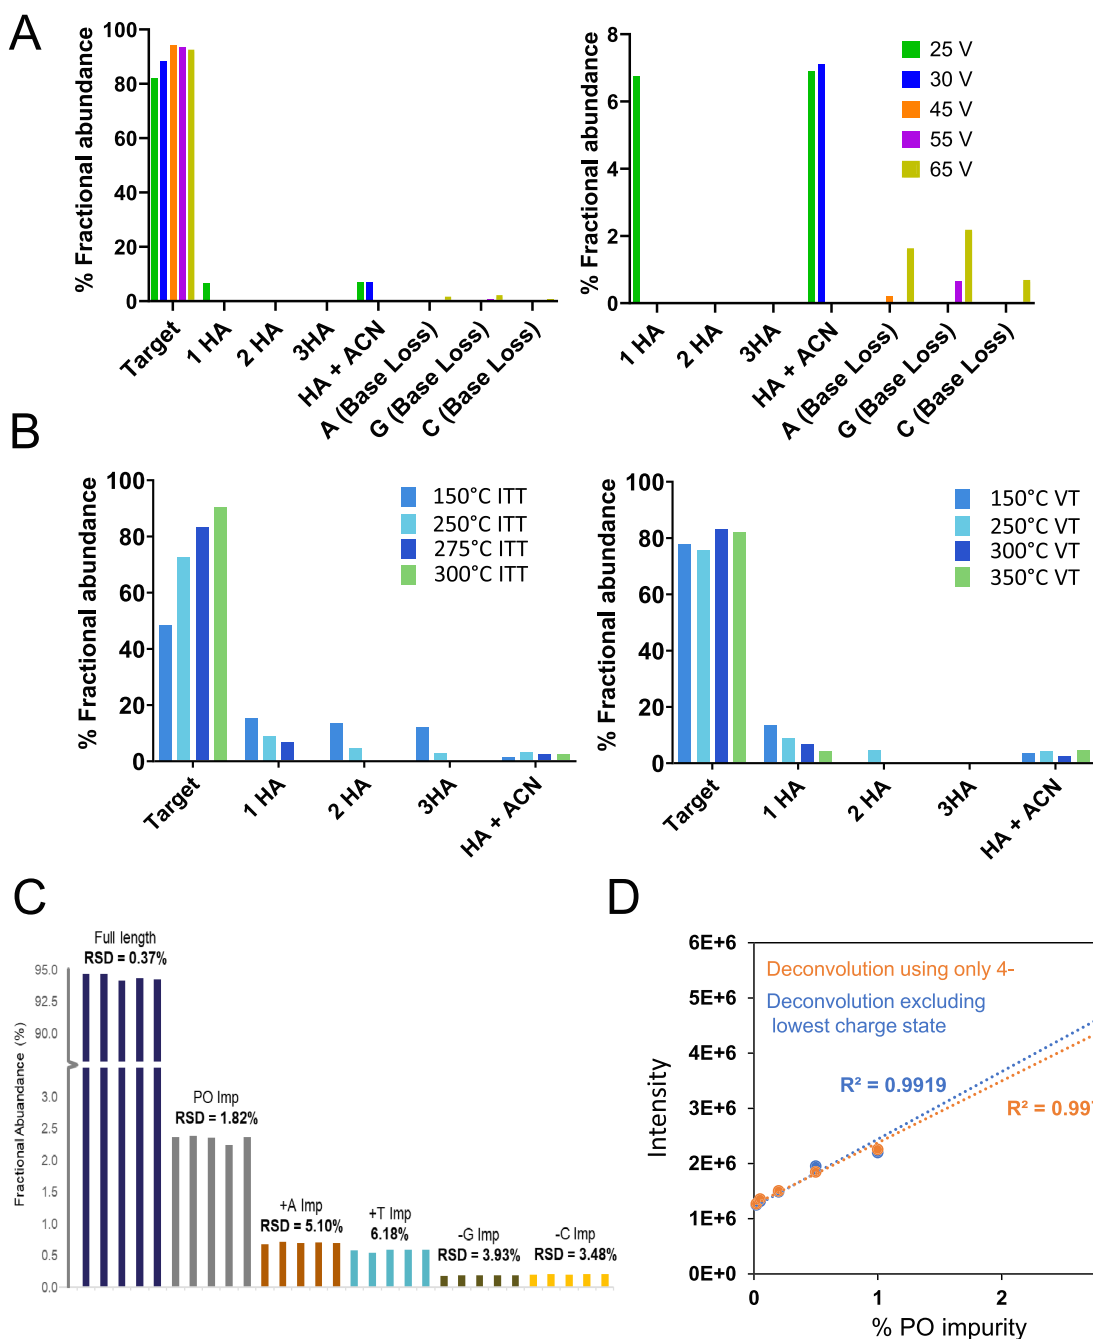 A
% Fractional abundance
100
80
60
40
20
0
Target
1 HA
2 HA
3HA
HA + ACN
A (Base Loss)
G (Base Loss)
C (Base Loss)
% Fractional abundance
8
6
4
2
0
25 V
30 V
45 V
55 V
65 V
1 HA
2 HA
3HA
HA + ACN
A (Base Loss)
G (Base Loss)
C (Base Loss)
B
% Fractional abundance
100
80
60
40
20
0
150°C ITT
250°C ITT
275°C ITT
300°C ITT
Target
1 HA
2 HA
3HA
HA + ACN
% Fractional abundance
100
80
60
40
20
0
150°C VT
250°C VT
300°C VT
350°C VT
Target
1 HA
2 HA
3HA
HA + ACN
C
Fractional Abuandance (%)
95.0
92.5
90.0
3.0
2.5
2.0
1.5
1.0
0.5
0.0
Full length
RSD = 0.37%
PO Imp
RSD = 1.82%
+A Imp
RSD = 5.10%
+T Imp
6.18%
-G Imp
RSD = 3.93%
-C Imp
RSD = 3.48%
D
Intensity
6E+6
5E+6
4E+6
3E+6
2E+6
1E+6
0E+0
Deconvolution using only 4-
Deconvolution excluding
lowest charge state
R² = 0.9919
R² =
0
1
2
% PO impurity